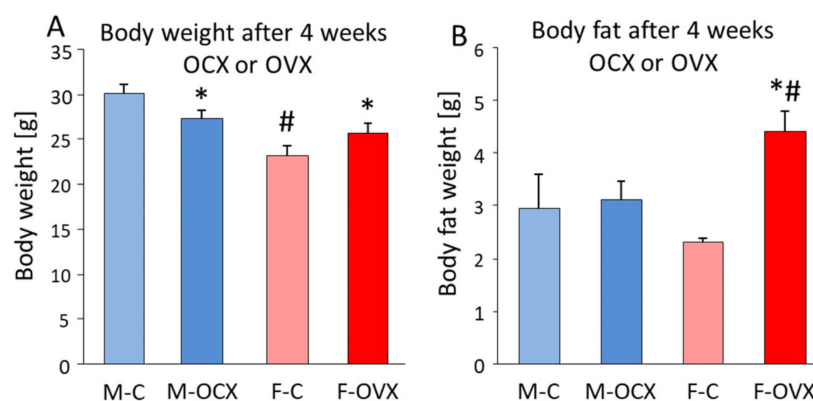 A
Body weight after 4 weeks
OCX or OVX
Body weight [g]
35
30
25
20
15
10
5
0
*
#
*
M-C M-OCX F-C F-OVX
B
Body fat after 4 weeks
OCX or OVX
Body fat weight [g]
6
5
4
3
2
1
0
*#
M-C M-OCX F-C F-OVX